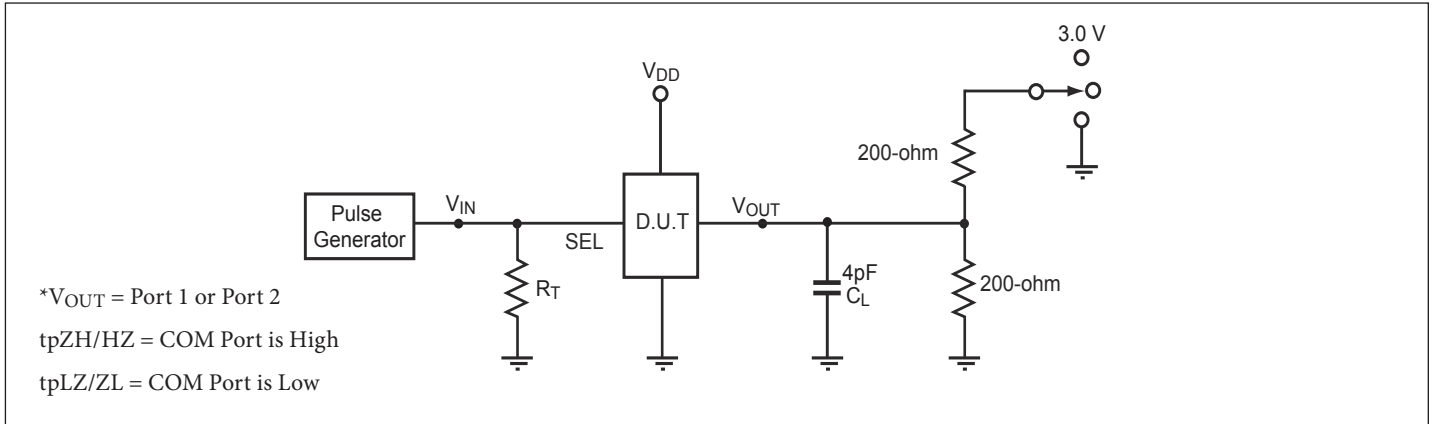 3.0 V
VDD
200-ohm
Pulse
Generator
VIN
SEL
D.U.T
VOUT
RT
4pF
CL
200-ohm
*VOUT = Port 1 or Port 2
tpZH/HZ = COM Port is High
tpLZ/ZL = COM Port is Low